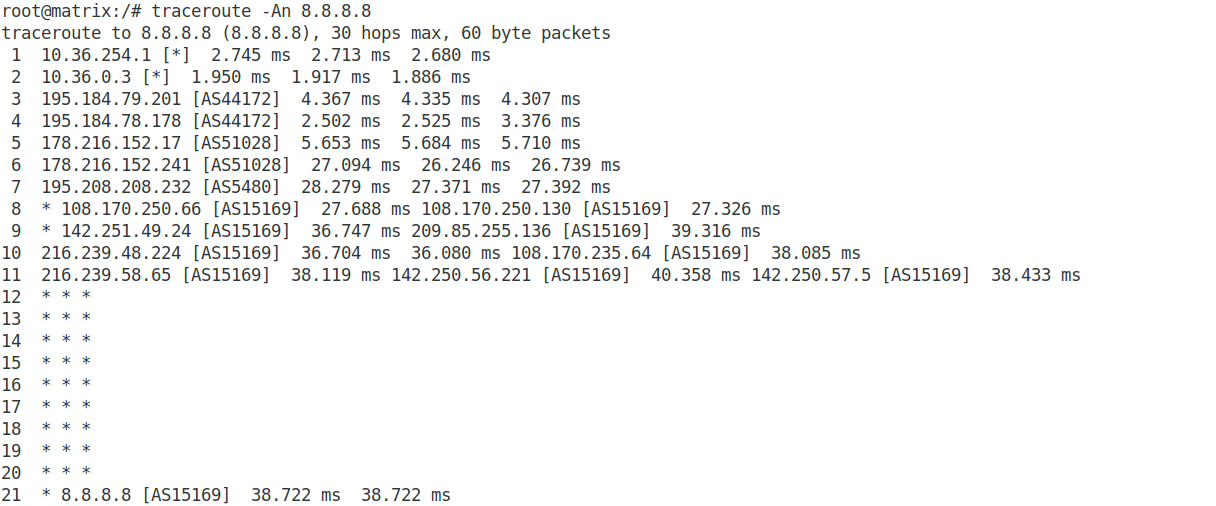 root@matrix:/# traceroute -An 8.8.8.8
traceroute to 8.8.8.8 (8.8.8.8), 30 hops max, 60 byte packets
 1  10.36.254.1 [*]  2.745 ms  2.713 ms  2.680 ms
 2  10.36.0.3 [*]  1.950 ms  1.917 ms  1.886 ms
 3  195.184.79.201 [AS44172]  4.367 ms  4.335 ms  4.307 ms
 4  195.184.78.178 [AS44172]  2.502 ms  2.525 ms  3.376 ms
 5  178.216.152.17 [AS51028]  5.653 ms  5.684 ms  5.710 ms
 6  178.216.152.241 [AS51028]  27.094 ms  26.246 ms  26.739 ms
 7  195.208.208.232 [AS5480]  28.279 ms  27.371 ms  27.392 ms
 8  * 108.170.250.66 [AS15169]  27.688 ms 108.170.250.130 [AS15169]  27.326 ms
 9  * 142.251.49.24 [AS15169]  36.747 ms 209.85.255.136 [AS15169]  39.316 ms
10  216.239.48.224 [AS15169]  36.704 ms  36.080 ms 108.170.235.64 [AS15169]  38.085 ms
11  216.239.58.65 [AS15169]  38.119 ms 142.250.56.221 [AS15169]  40.358 ms 142.250.57.5 [AS15169]  38.433 ms
12  * * *
13  * * *
14  * * *
15  * * *
16  * * *
17  * * *
18  * * *
19  * * *
20  * * *
21  * 8.8.8.8 [AS15169]  38.722 ms  38.722 ms